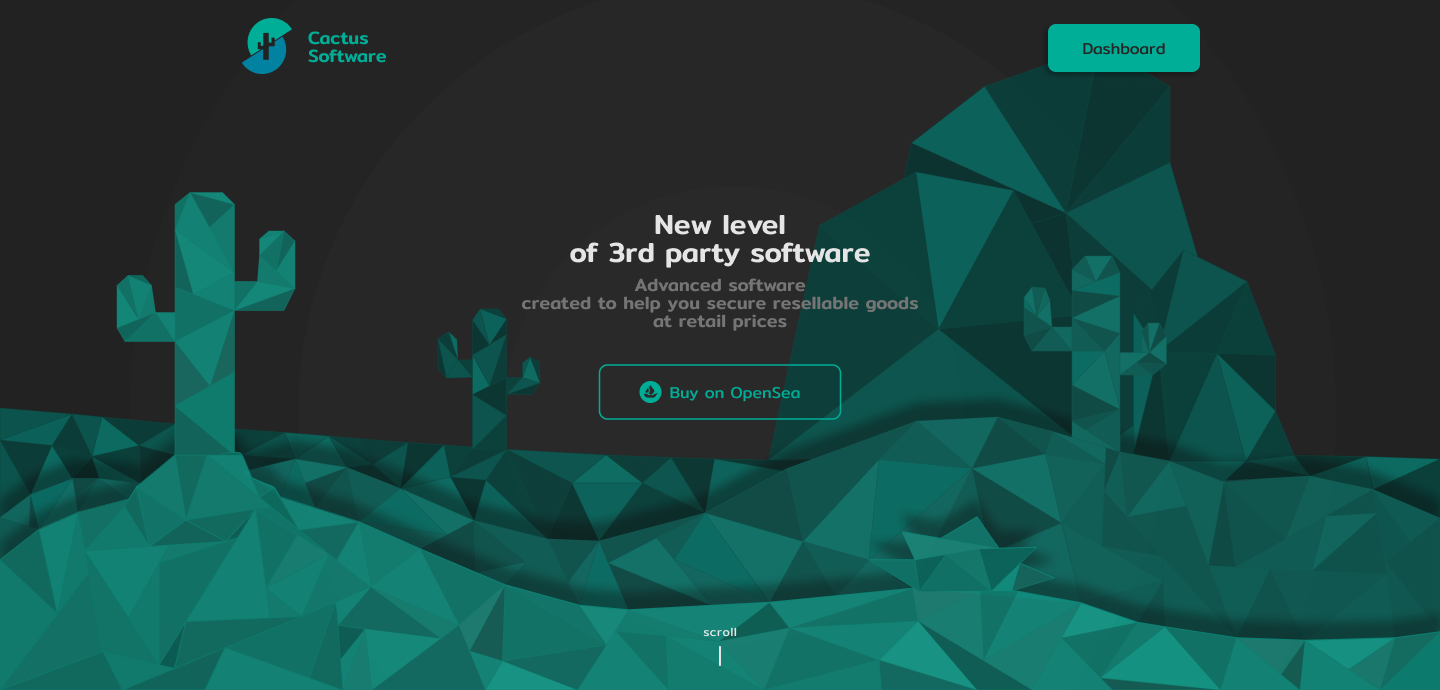 Cactus
Software
Dashboard
New level
of 3rd party software
Advanced software
created to help you secure resellable goods
at retail prices
Buy on OpenSea
scroll